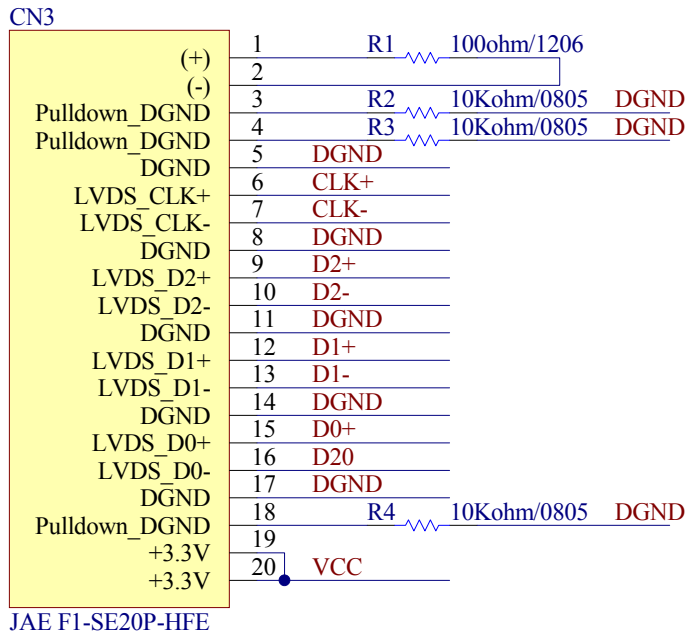 CN3
(+) 1 R1 100ohm/1206
(-) 2
Pulldown_DGND 3 R2 10Kohm/0805 DGND
Pulldown_DGND 4 R3 10Kohm/0805 DGND
DGND 5 DGND
LVDS_CLK+ 6 CLK+
LVDS_CLK- 7 CLK-
DGND 8 DGND
LVDS_D2+ 9 D2+
LVDS_D2- 10 D2-
DGND 11 DGND
LVDS_D1+ 12 D1+
LVDS_D1- 13 D1-
DGND 14 DGND
LVDS_D0+ 15 D0+
LVDS_D0- 16 D20
DGND 17 DGND
Pulldown_DGND 18 R4 10Kohm/0805 DGND
+3.3V 19
+3.3V 20 VCC
JAE F1-SE20P-HFE